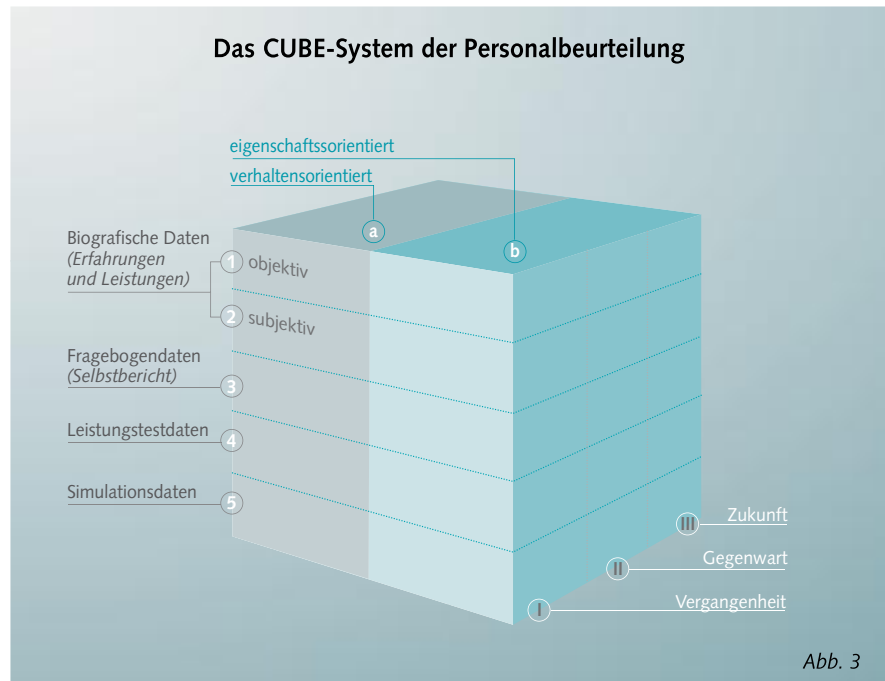 Das CUBE-System der Personalbeurteilung
eigenschaftssorientiert
verhaltensorientiert
a
b
Biografische Daten
(Erfahrungen
und Leistungen)
1 objektiv
2 subjektiv
Fragebogendaten
(Selbstbericht)
3
Leistungstestdaten
4
Simulationsdaten
5
III Zukunft
II Gegenwart
I Vergangenheit
Abb. 3